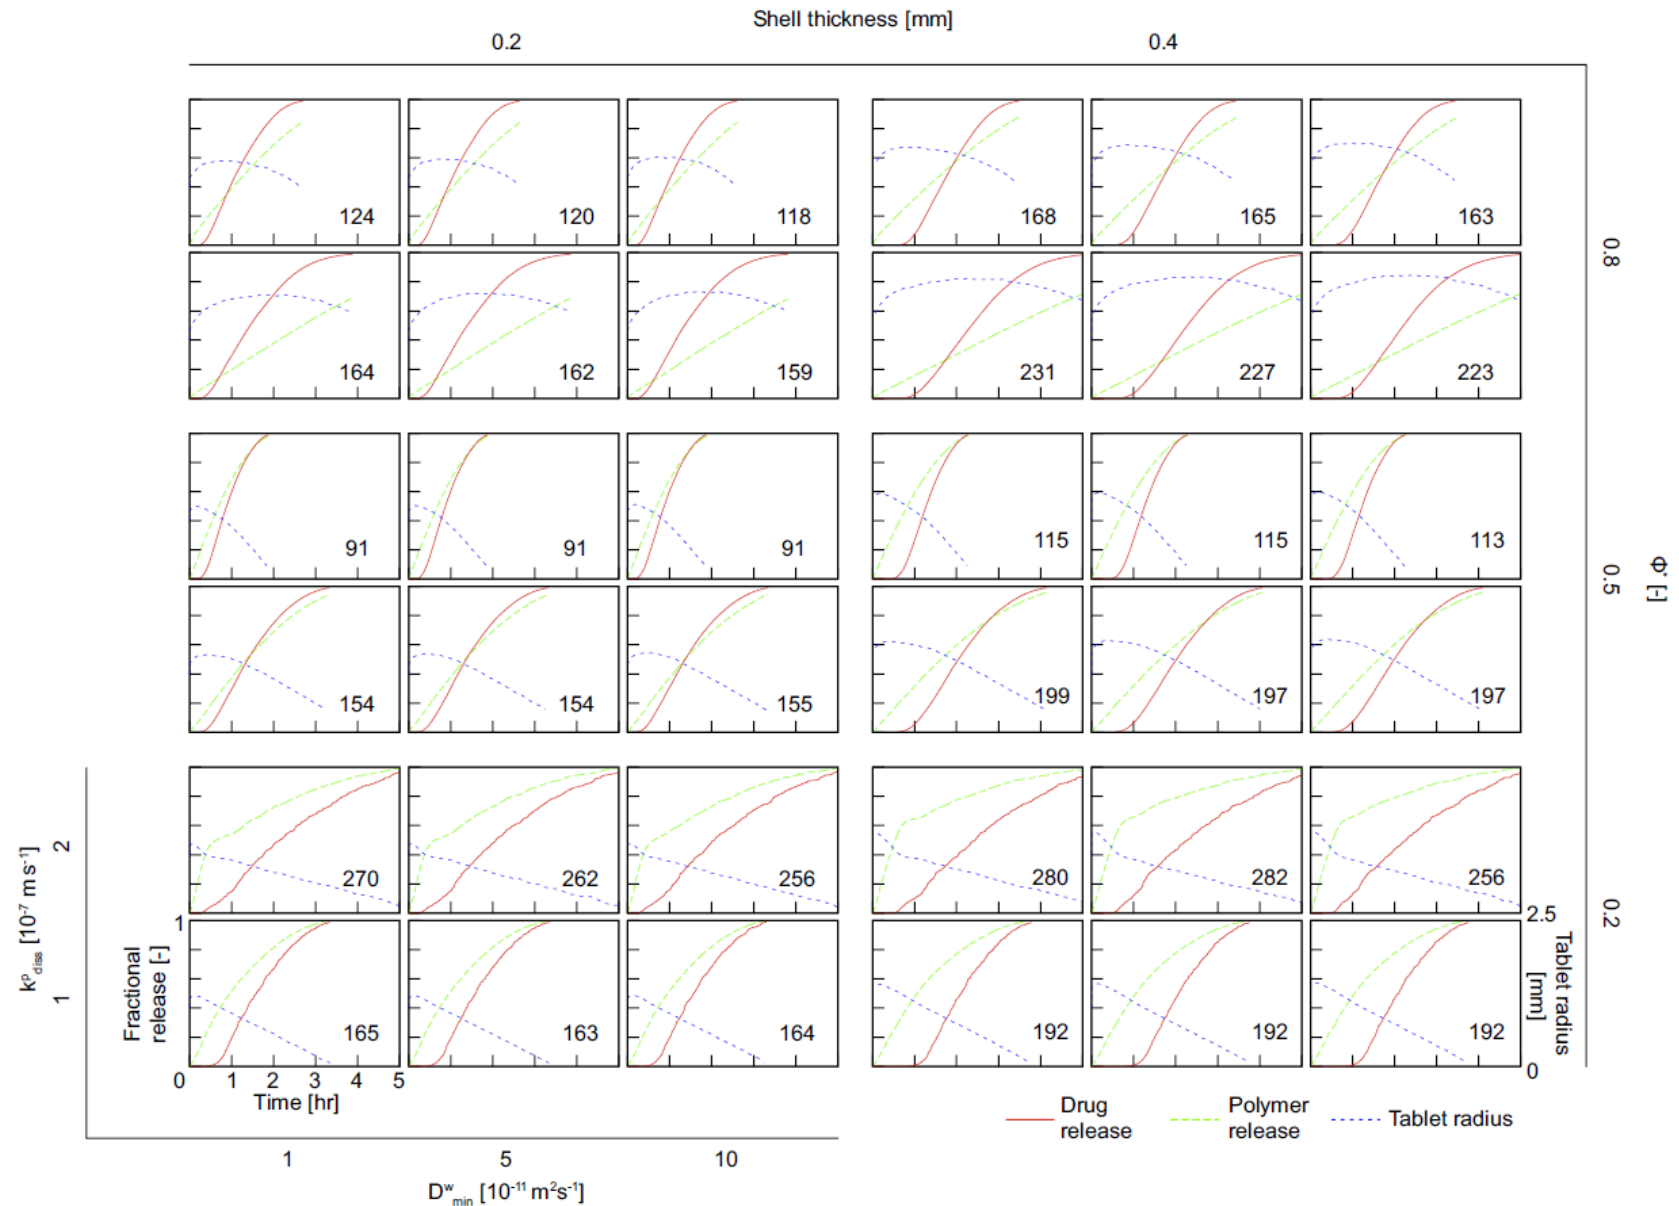 Shell thickness [mm]
0.2 0.4
124 120 118 168 165 163
0.8
164 162 159 231 227 223
91 91 91 115 115 113
0.5
Φ* [-]
154 154 155 199 197 197
2
270 262 256 280 282 256
0.2
kᵖdiss [10⁻⁷ m s⁻¹]
1
1
Fractional
release [-]
2.5
Tablet radius
[mm]
0
165 163 164 192 192 192
0 1 2 3 4 5
Time [hr]
Drug
release
Polymer
release
Tablet radius
1 5 10
Dʷmin [10⁻¹¹ m²s⁻¹]